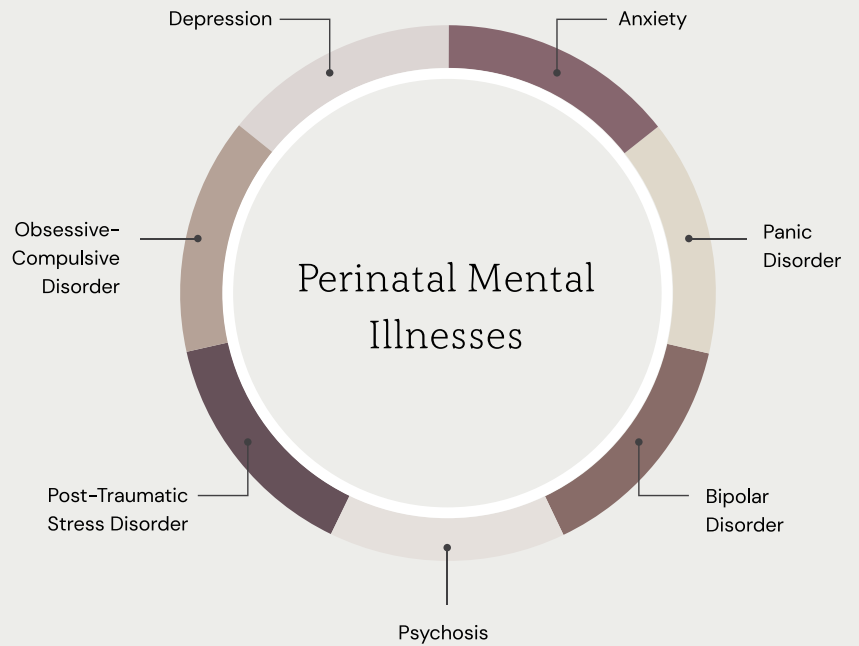 Depression
Anxiety
Obsessive-
Compulsive
Disorder
Panic
Disorder
Perinatal Mental
Illnesses
Post-Traumatic
Stress Disorder
Bipolar
Disorder
Psychosis